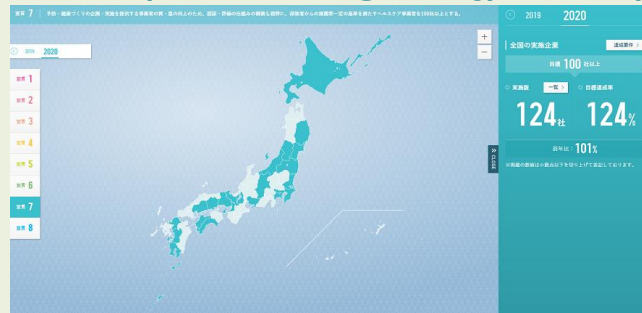 宣言 7 予防・健康づくりの企画・実施を提供する事業者の質・量の向上のため、認証・評価の仕組みの構築も視野に、保険者からの推薦等一定の基準を満たすヘルスケア事業者を100社以上とする。
2019 2020
宣言 1
宣言 2
宣言 3
宣言 4
宣言 5
宣言 6
宣言 7
宣言 8
+
−
CLOSE
2019 2020
全国の実施企業
達成要件 >
目標 100 社以上
実施数
一覧 >
目標達成率
124社
124%
前年比：101%
※掲載の数値は小数点以下を切り上げて表記しております。